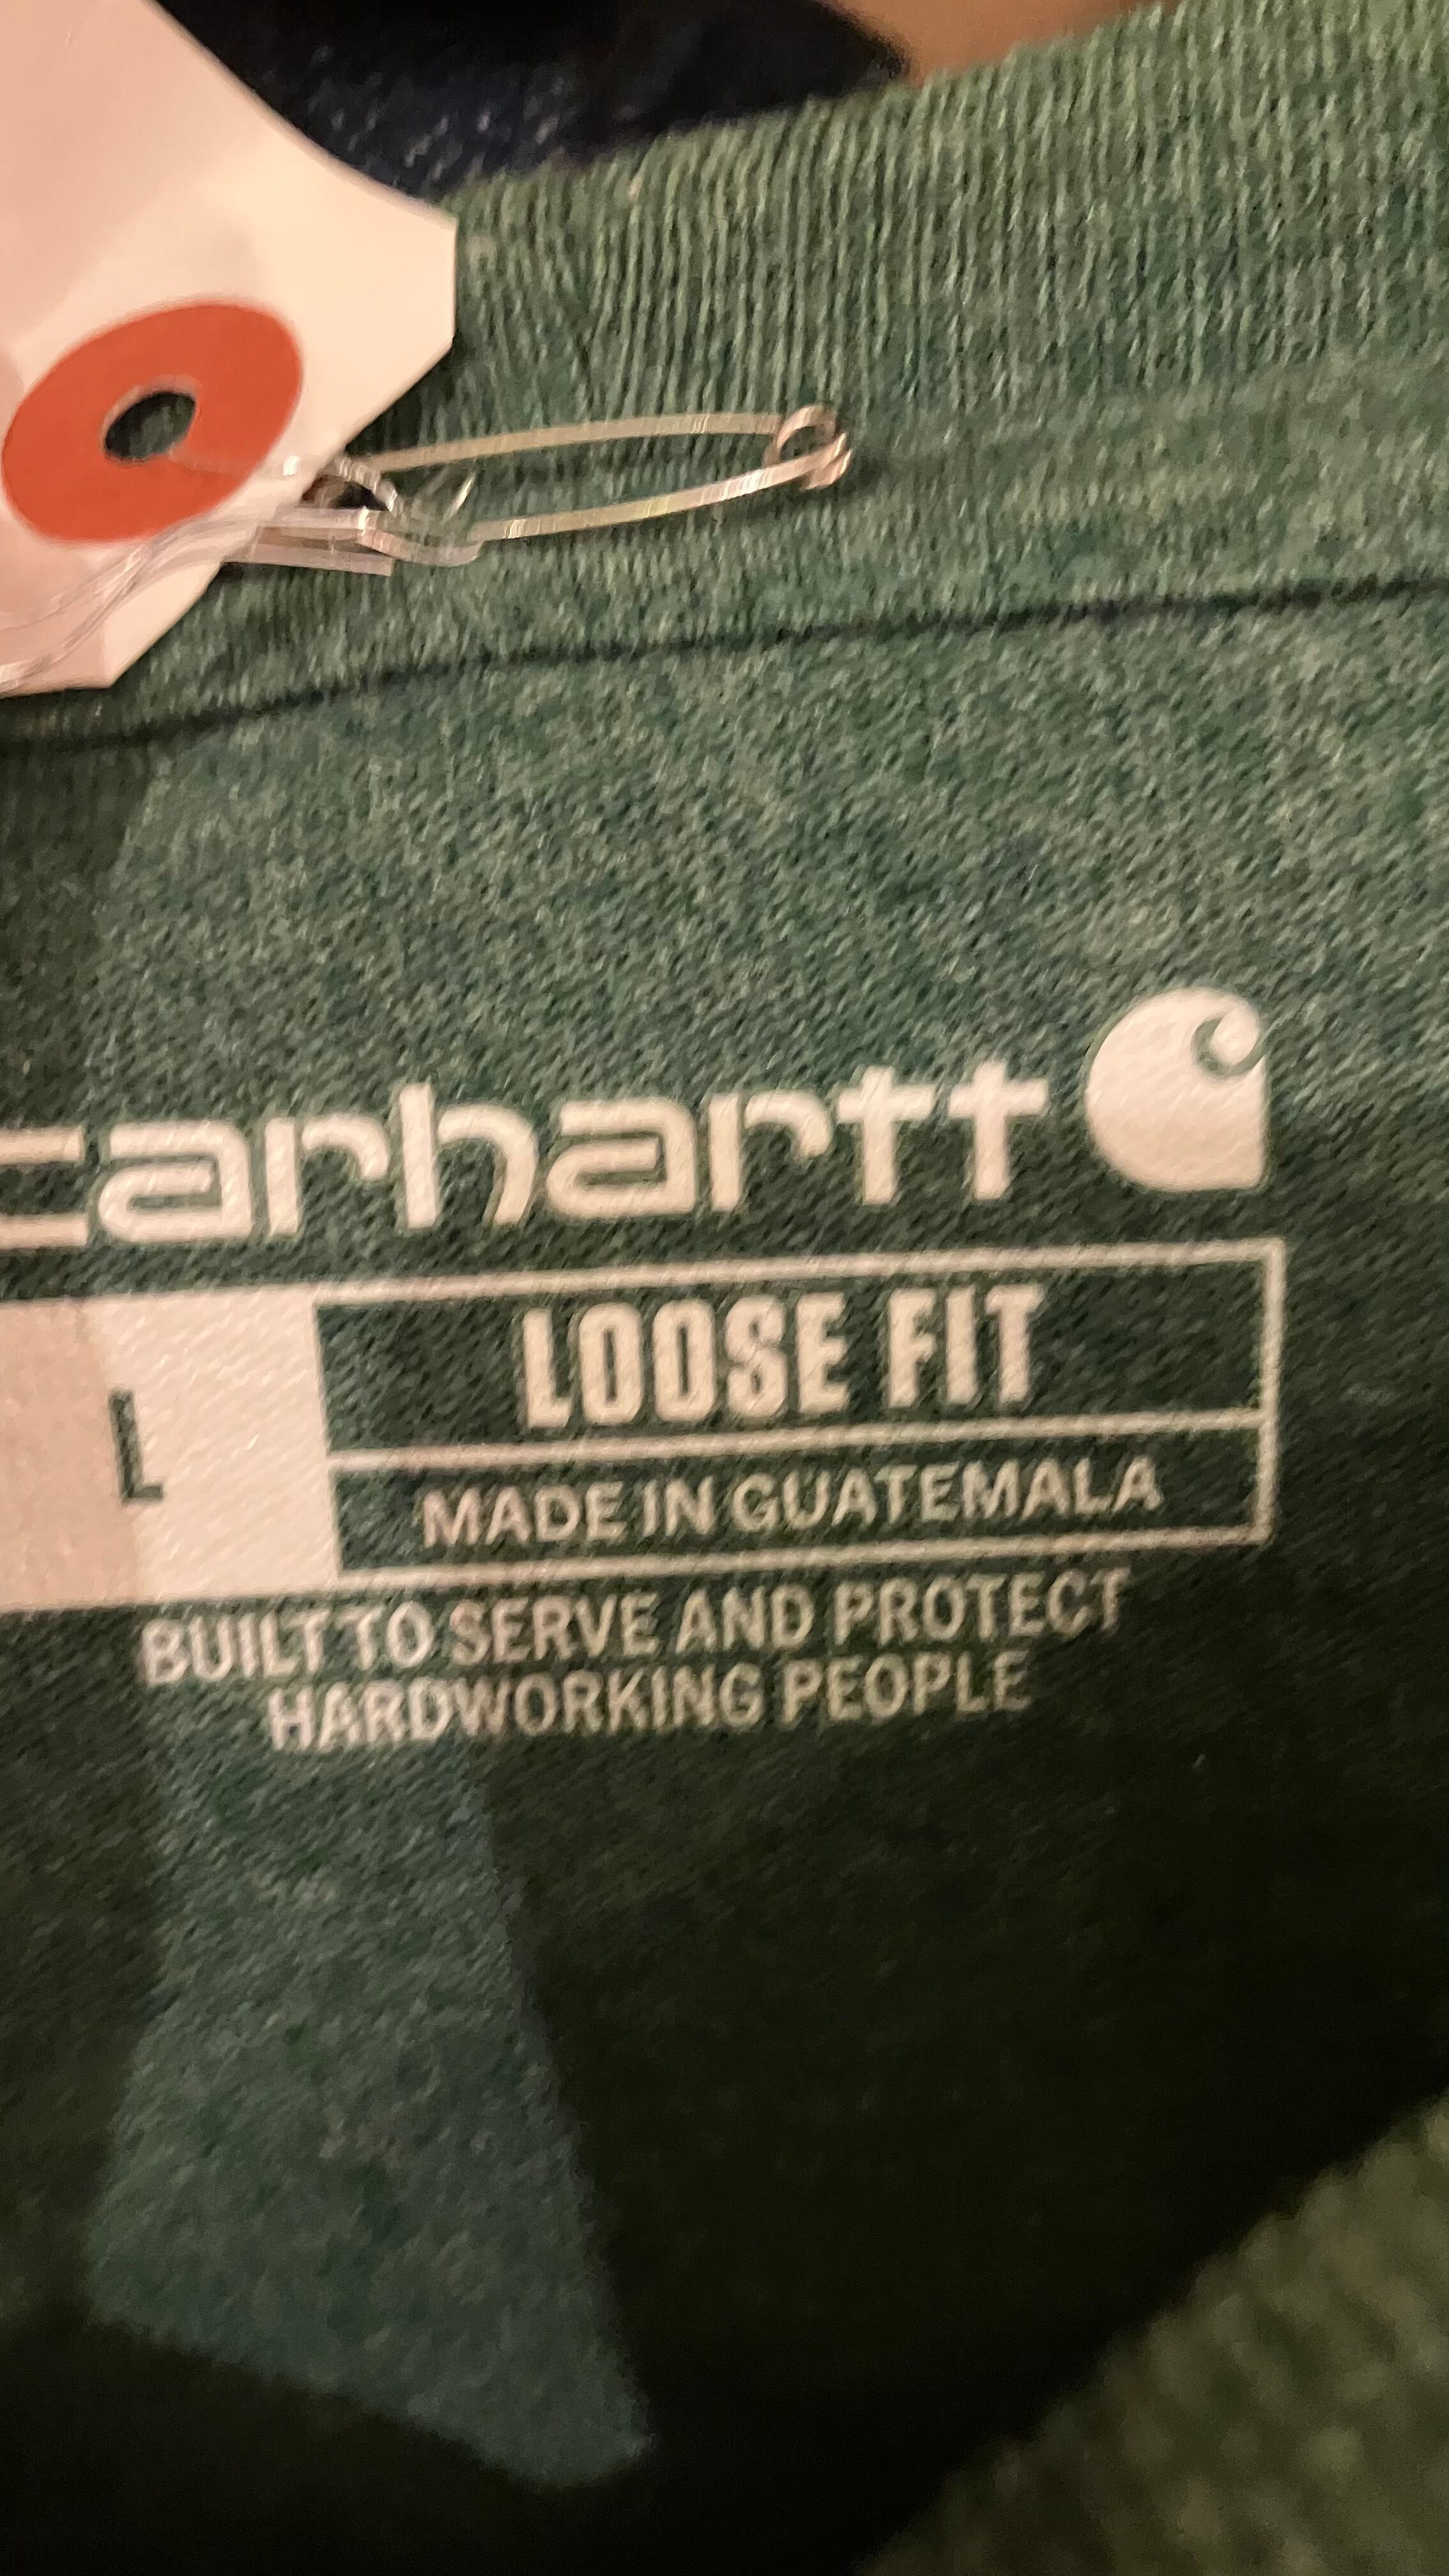 carhartt
L
LOOSE FIT
MADE IN GUATEMALA
BUILT TO SERVE AND PROTECT
HARDWORKING PEOPLE